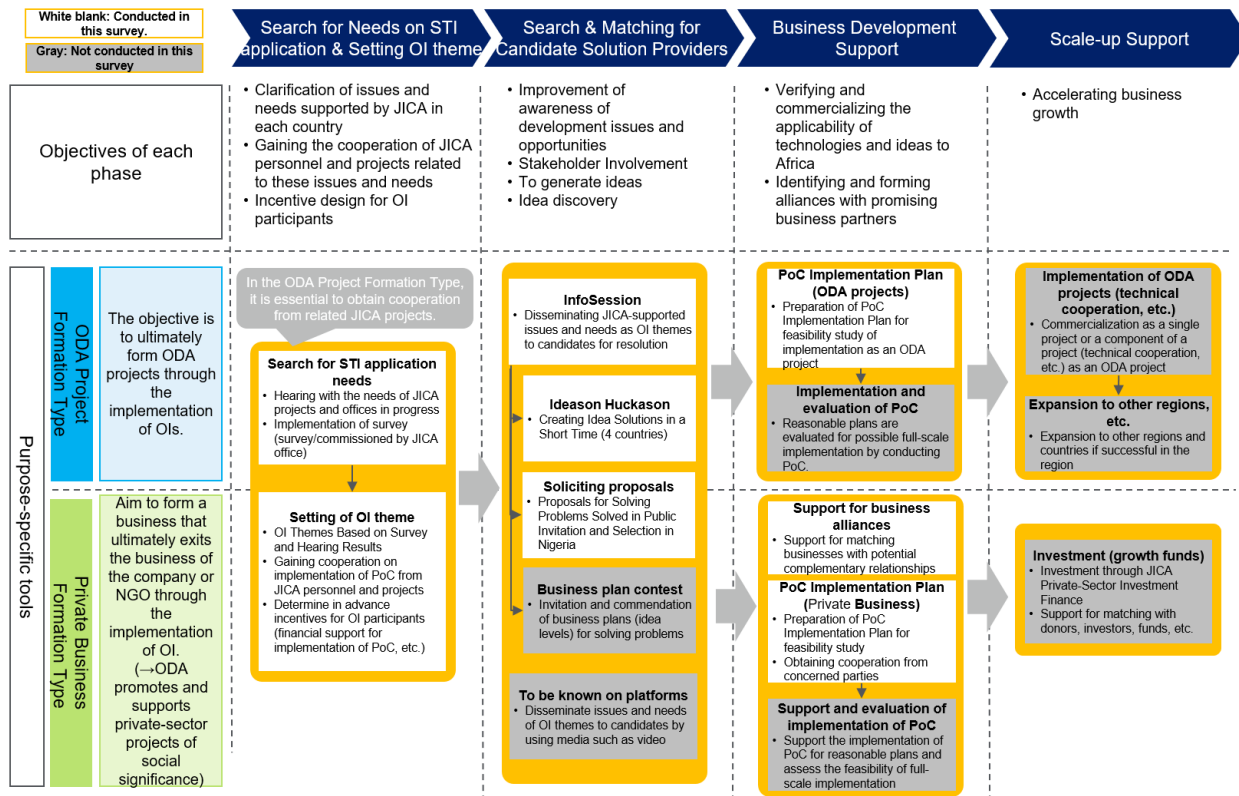 White blank: Conducted in
this survey.
Gray: Not conducted in this
survey
Search for Needs on STI
application & Setting OI theme
Search & Matching for
Candidate Solution Providers
Business Development
Support
Scale-up Support
Objectives of each
phase
• Clarification of issues and
needs supported by JICA in
each country
• Gaining the cooperation of JICA
personnel and projects related
to these issues and needs
• Incentive design for OI
participants
• Improvement of
awareness of
development issues and
opportunities
• Stakeholder Involvement
• To generate ideas
• Idea discovery
• Verifying and
commercializing the
applicability of
technologies and ideas to
Africa
• Identifying and forming
alliances with promising
business partners
• Accelerating business
growth
Purpose-specific tools
ODA Project
Formation Type
The objective is
to ultimately
form ODA
projects through
the
implementation
of OIs.
Private Business
Formation Type
Aim to form a
business that
ultimately exits
the business of
the company or
NGO through
the
implementation
of OI.
(→ODA
promotes and
supports
private-sector
projects of
social
significance)
In the ODA Project Formation Type,
it is essential to obtain cooperation
from related JICA projects.
Search for STI application
needs
• Hearing with the needs of JICA
projects and offices in progress
• Implementation of survey
(survey/commissioned by JICA
office)
Setting of OI theme
• OI Themes Based on Survey
and Hearing Results
• Gaining cooperation on
implementation of PoC from
JICA personnel and projects
• Determine in advance
incentives for OI participants
(financial support for
implementation of PoC, etc.)
InfoSession
• Disseminating JICA-supported
issues and needs as OI themes
to candidates for resolution
Ideason Huckason
• Creating Idea Solutions in a
Short Time (4 countries)
Soliciting proposals
• Proposals for Solving
Problems Solved in Public
Invitation and Selection in
Nigeria
Business plan contest
• Invitation and commendation
of business plans (idea
levels) for solving problems
To be known on platforms
• Disseminate issues and needs
of OI themes to candidates by
using media such as video
PoC Implementation Plan
(ODA projects)
• Preparation of PoC
Implementation Plan for
feasibility study of
implementation as an ODA
project
Implementation and
evaluation of PoC
• Reasonable plans are
evaluated for possible full-scale
implementation by conducting
PoC.
Support for business
alliances
• Support for matching
businesses with potential
complementary relationships
PoC Implementation Plan
(Private Business)
• Preparation of PoC
Implementation Plan for
feasibility study
• Obtaining cooperation from
concerned parties
Support and evaluation of
implementation of PoC
• Support the implementation of
PoC for reasonable plans and
assess the feasibility of full-
scale implementation
Implementation of ODA
projects (technical
cooperation, etc.)
• Commercialization as a single
project or a component of a
project (technical cooperation,
etc.) as an ODA project
Expansion to other regions,
etc.
• Expansion to other regions and
countries if successful in the
region
Investment (growth funds)
• Investment through JICA
Private-Sector Investment
Finance
• Support for matching with
donors, investors, funds, etc.